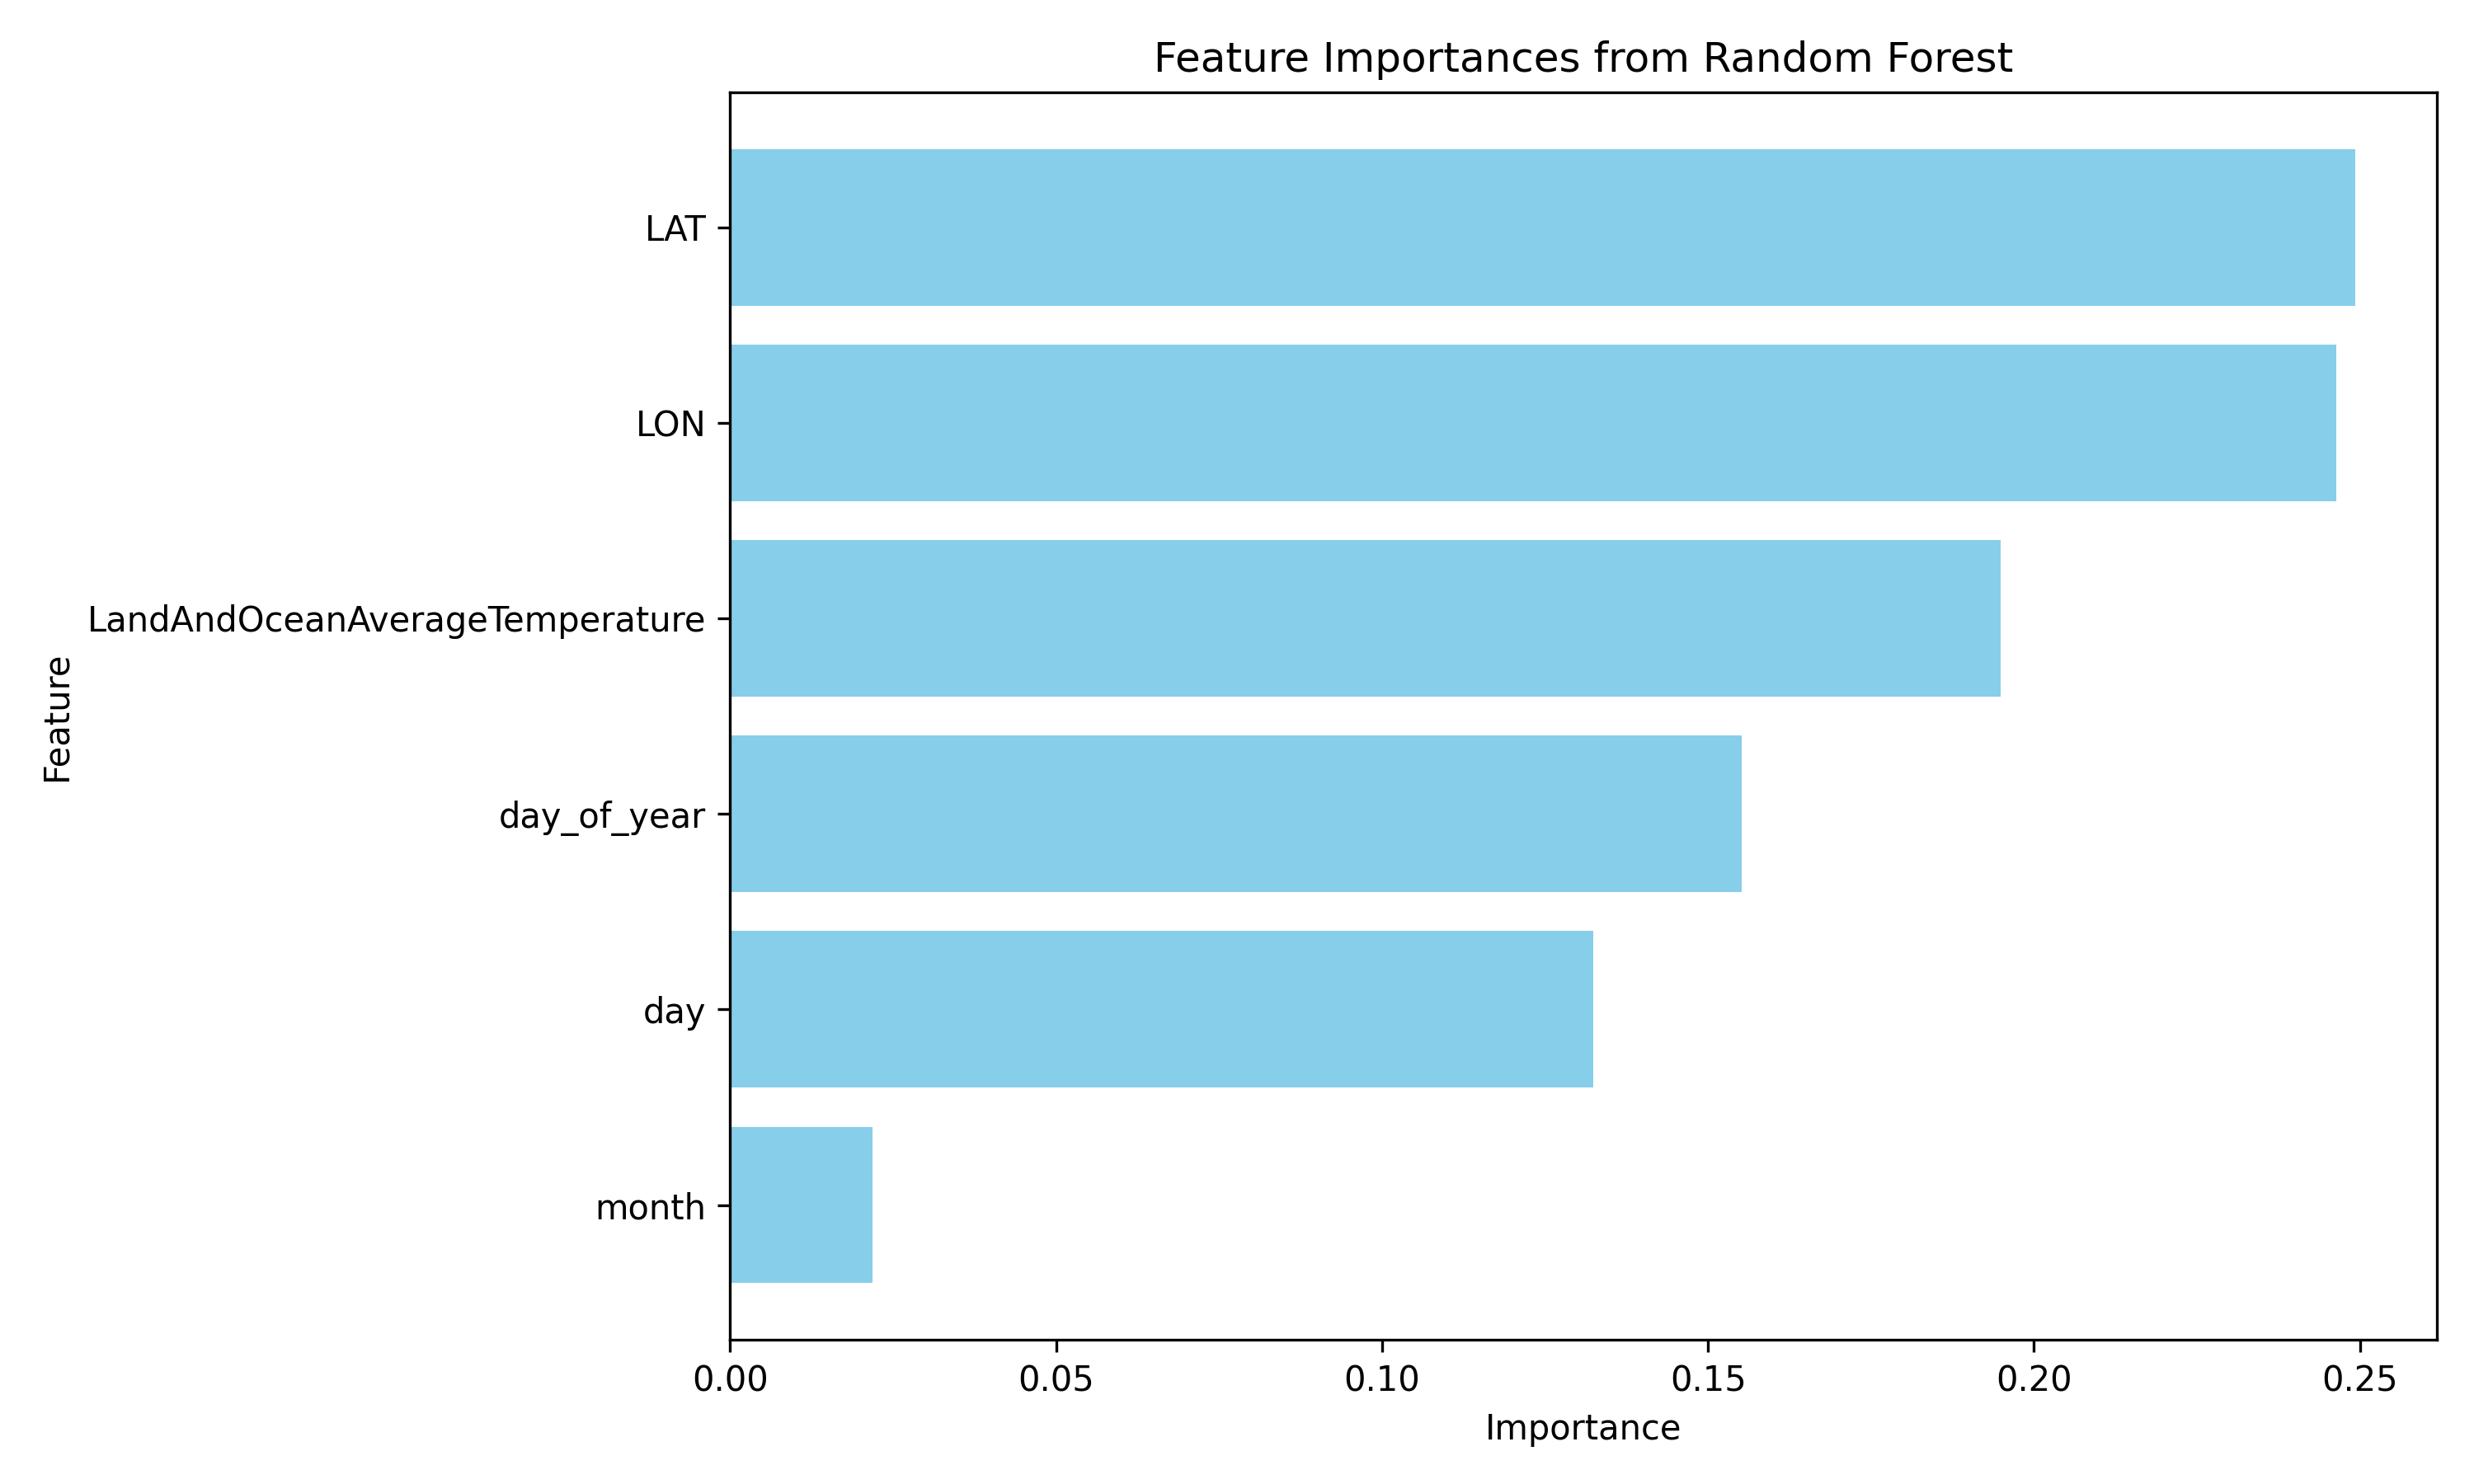 Feature Importances from Random Forest
LAT
LON
LandAndOceanAverageTemperature
day_of_year
day
month
Feature
0.00 0.05 0.10 0.15 0.20 0.25
Importance